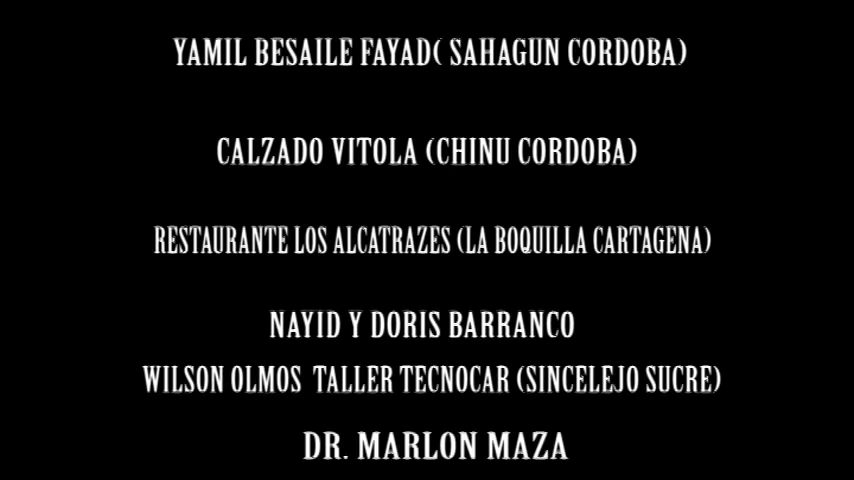 YAMIL BESAILE FAYAD( SAHAGUN CORDOBA)
CALZADO VITOLA (CHINU CORDOBA)
RESTAURANTE LOS ALCATRAZES (LA BOQUILLA CARTAGENA)
NAYID Y DORIS BARRANCO
WILSON OLMOS  TALLER TECNOCAR (SINCELEJO SUCRE)
DR. MARLON MAZA